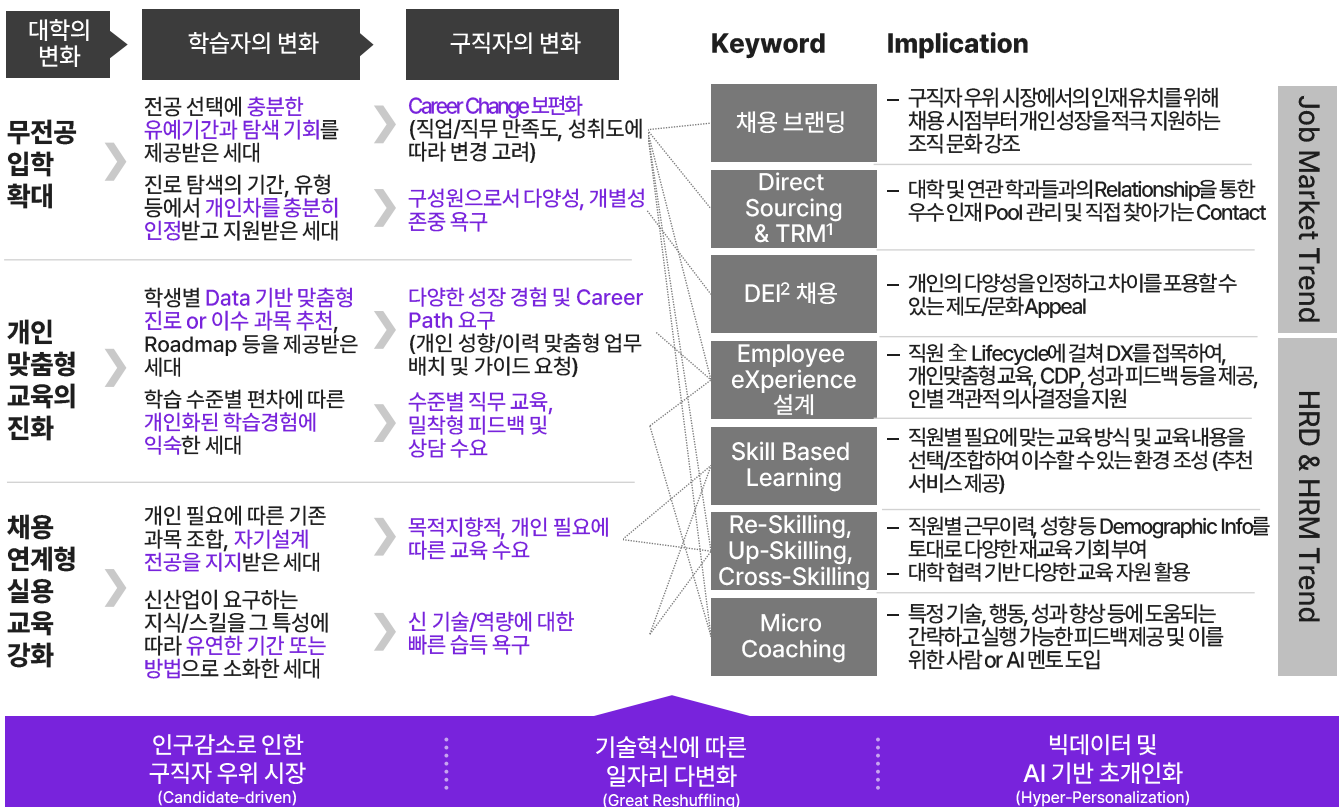 대학의
변화
학습자의 변화
구직자의 변화
Keyword
Implication
무전공
입학
확대
전공 선택에 충분한
유예기간과 탐색 기회를
제공받은 세대
진로 탐색의 기간, 유형
등에서 개인차를 충분히
인정받고 지원받은 세대
Career Change 보편화
(직업/직무 만족도, 성취도에
따라 변경 고려)
구성원으로서 다양성, 개별성
존중 욕구
개인
맞춤형
교육의
진화
학생별 Data 기반 맞춤형
진로 or 이수 과목 추천,
Roadmap 등을 제공받은
세대
학습 수준별 편차에 따른
개인화된 학습경험에
익숙한 세대
다양한 성장 경험 및 Career
Path 요구
(개인 성향/이력 맞춤형 업무
배치 및 가이드 요청)
수준별 직무 교육,
밀착형 피드백 및
상담 수요
채용
연계형
실용
교육
강화
개인 필요에 따른 기존
과목 조합, 자기설계
전공을 지지받은 세대
신산업이 요구하는
지식/스킬을 그 특성에
따라 유연한 기간 또는
방법으로 소화한 세대
목적지향적, 개인 필요에
따른 교육 수요
신 기술/역량에 대한
빠른 습득 욕구
채용 브랜딩
– 구직자 우위 시장에서의 인재 유치를 위해
채용 시점부터 개인 성장을 적극 지원하는
조직 문화 강조
Direct
Sourcing
& TRM¹
– 대학 및 연관 학과들과의 Relationship을 통한
우수 인재 Pool 관리 및 직접 찾아가는 Contact
DEI² 채용
– 개인의 다양성을 인정하고 차이를 포용할 수
있는 제도/문화 Appeal
Employee
eXperience
설계
– 직원 全 Lifecycle에 걸쳐 DX를 접목하여,
개인맞춤형 교육, CDP, 성과 피드백 등을 제공,
인별 객관적 의사결정을 지원
Skill Based
Learning
– 직원별 필요에 맞는 교육 방식 및 교육 내용을
선택/조합하여 이수할 수 있는 환경 조성 (추천
서비스 제공)
Re-Skilling,
Up-Skilling,
Cross-Skilling
– 직원별 근무이력, 성향 등 Demographic Info를
토대로 다양한 재교육 기회 부여
– 대학 협력 기반 다양한 교육 자원 활용
Micro
Coaching
– 특정 기술, 행동, 성과 향상 등에 도움되는
간략하고 실행 가능한 피드백 제공 및 이를
위한 사람 or AI 멘토 도입
Job Market Trend
HRD & HRM Trend
인구감소로 인한
구직자 우위 시장
(Candidate-driven)
기술혁신에 따른
일자리 다변화
(Great Reshuffling)
빅데이터 및
AI 기반 초개인화
(Hyper-Personalization)